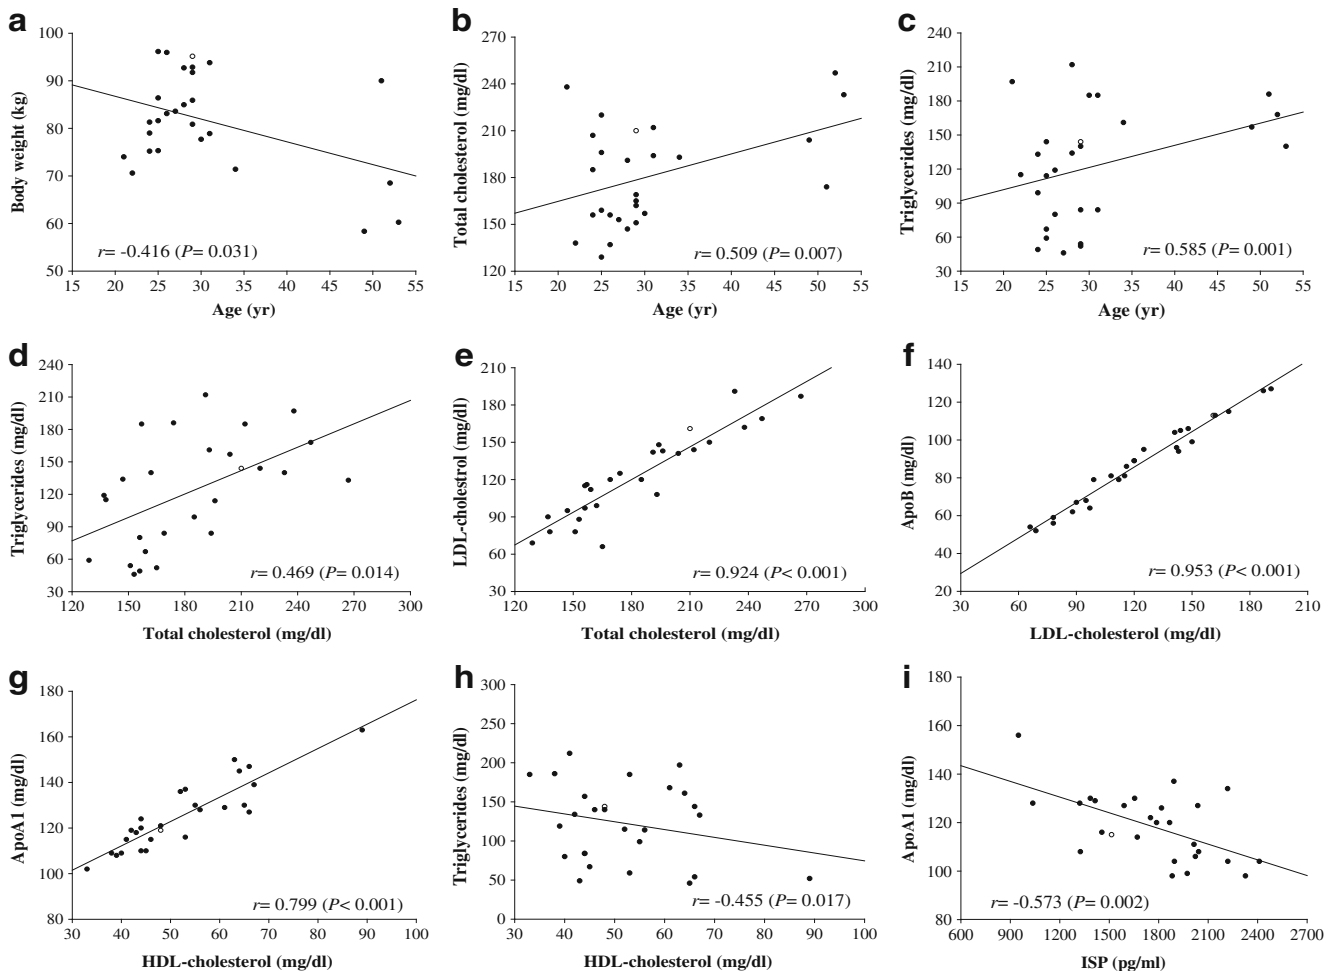 a
100
90
80
70
60
50
Body weight (kg)
r= -0.416 (P= 0.031)
15 20 25 30 35 40 45 50 55
Age (yr)
b
270
240
210
180
150
120
Total cholesterol (mg/dl)
r= 0.509 (P= 0.007)
15 20 25 30 35 40 45 50 55
Age (yr)
c
240
210
180
150
120
90
60
30
Triglycerides (mg/dl)
r= 0.585 (P= 0.001)
15 20 25 30 35 40 45 50 55
Age (yr)
d
240
210
180
150
120
90
60
30
Triglycerides (mg/dl)
r= 0.469 (P= 0.014)
120 150 180 210 240 270 300
Total cholesterol (mg/dl)
e
210
180
150
120
90
60
30
LDL-cholestrol (mg/dl)
r= 0.924 (P< 0.001)
120 150 180 210 240 270 300
Total cholesterol (mg/dl)
f
140
120
100
80
60
40
20
ApoB (mg/dl)
r= 0.953 (P< 0.001)
30 60 90 120 150 180 210
LDL-cholesterol (mg/dl)
g
180
160
140
120
100
80
ApoA1 (mg/dl)
r= 0.799 (P< 0.001)
30 40 50 60 70 80 90 100
HDL-cholesterol (mg/dl)
h
300
250
200
150
100
50
0
Triglycerides (mg/dl)
r= -0.455 (P= 0.017)
30 40 50 60 70 80 90 100
HDL-cholesterol (mg/dl)
i
180
160
140
120
100
80
ApoA1 (mg/dl)
r= -0.573 (P= 0.002)
600 900 1200 1500 1800 2100 2400 2700
ISP (pg/ml)